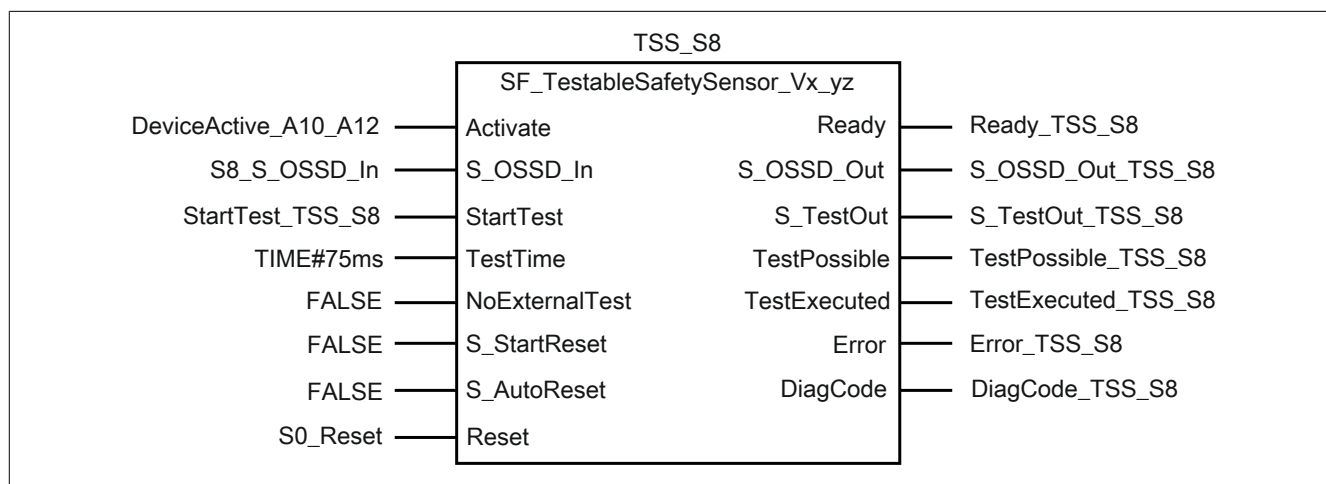 TSS_S8
SF_TestableSafetySensor_Vx_yz
DeviceActive_A10_A12 Activate Ready Ready_TSS_S8
S8_S_OSSD_In S_OSSD_In S_OSSD_Out S_OSSD_Out_TSS_S8
StartTest_TSS_S8 StartTest S_TestOut S_TestOut_TSS_S8
TIME#75ms TestTime TestPossible TestPossible_TSS_S8
FALSE NoExternalTest TestExecuted TestExecuted_TSS_S8
FALSE S_StartReset Error Error_TSS_S8
FALSE S_AutoReset DiagCode DiagCode_TSS_S8
S0_Reset Reset